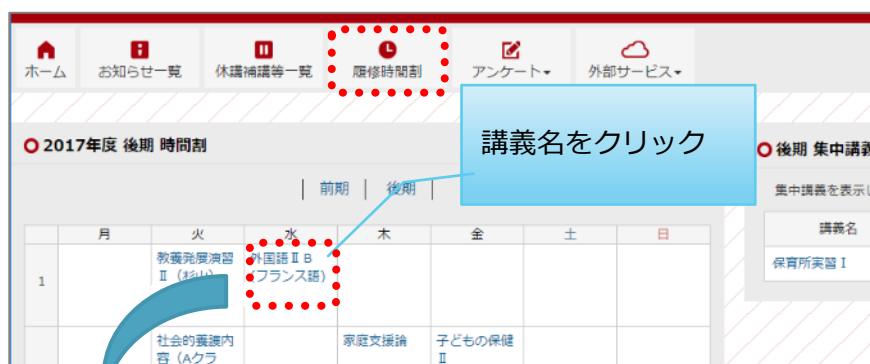 ホーム
お知らせ一覧
休講補講等一覧
履修時間割
アンケート
外部サービス
2017年度 後期 時間割
講義名をクリック
後期 集中講義
前期 | 後期 |
集中講義を表示し
月 火 水 木 金 土 日
講義名
1
教養発展演習
Ⅱ(杉山)
外国語ⅡB
(フランス語)
保育所実習Ⅰ
社会的養護内
容(Aクラ
家庭支援論
子どもの保健
Ⅱ